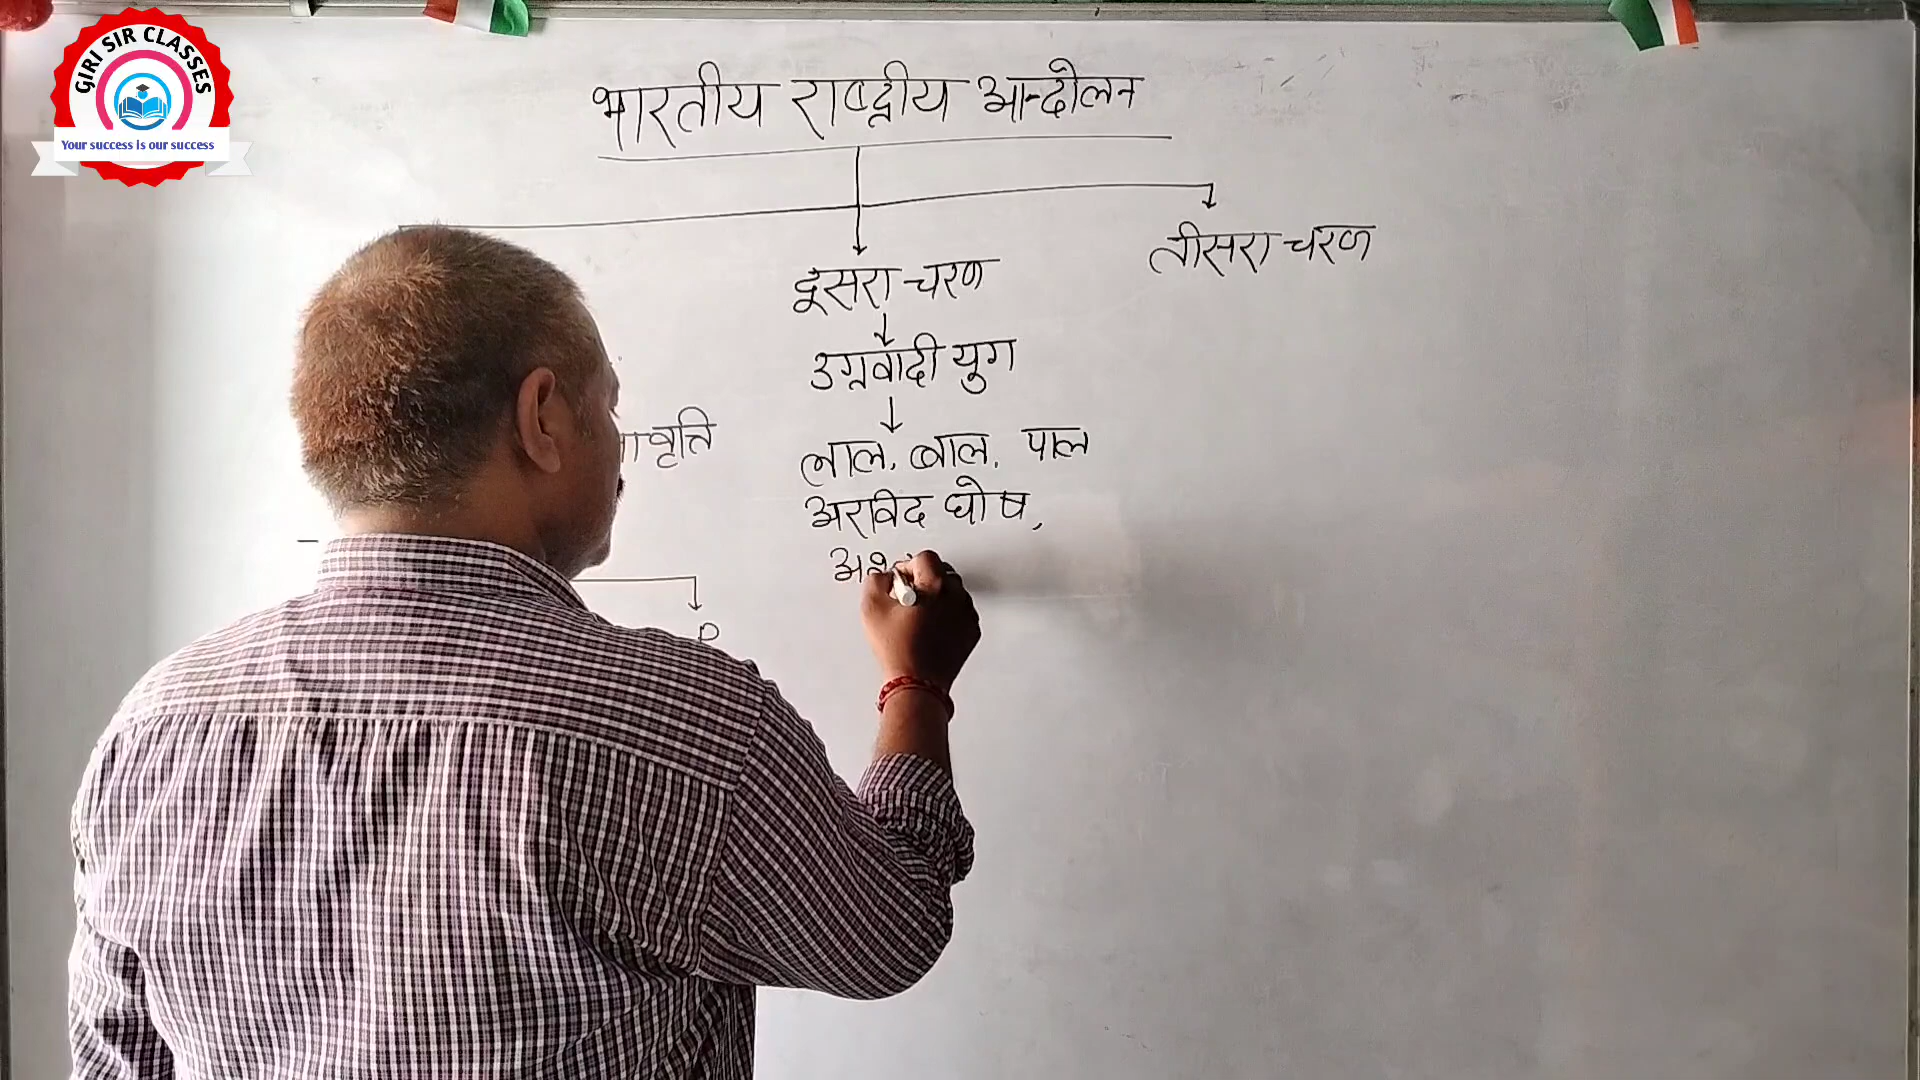 GIRI SIR CLASSES
Your success is our success
भारतीय राष्ट्रीय आन्दोलन
दूसरा चरण
तीसरा चरण
उग्रवादी युग
लाल, बाल, पाल
अरविंद घोष,